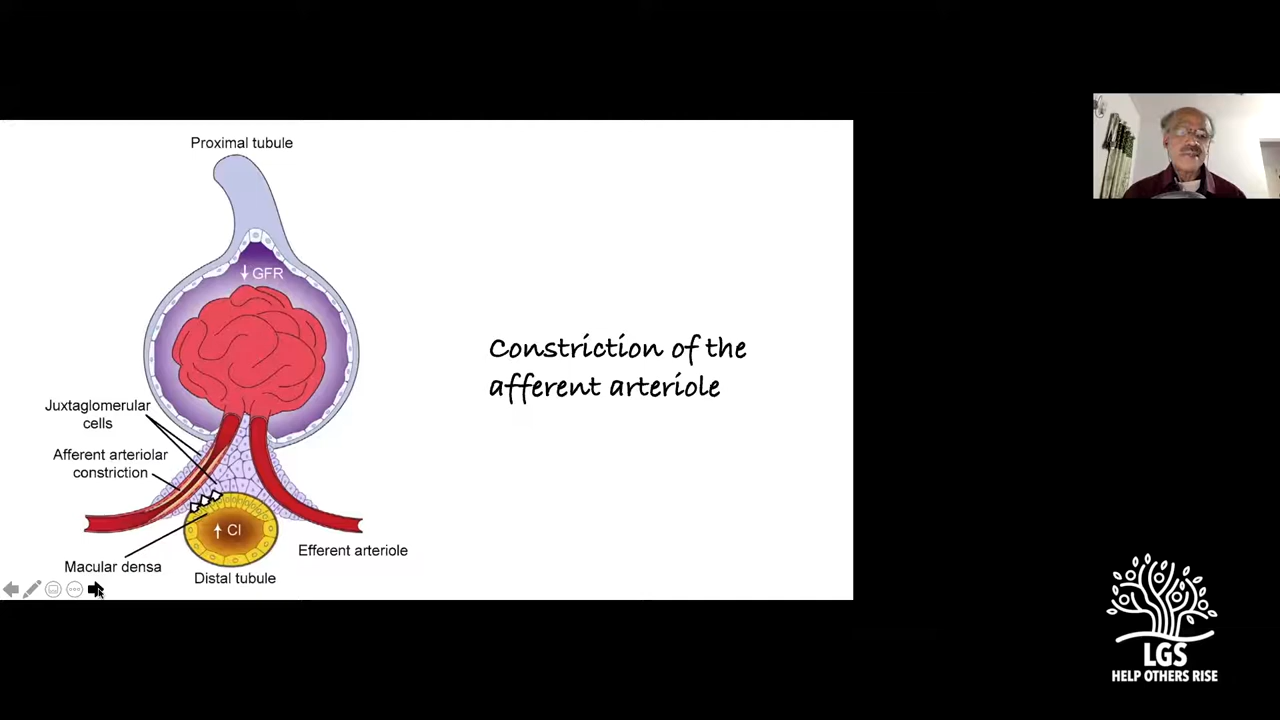 Proximal tubule
↓ GFR
Constriction of the
afferent arteriole
Juxtaglomerular
cells
Afferent arteriolar
constriction
↑ Cl
Efferent arteriole
Macular densa
Distal tubule
LGS
HELP OTHERS RISE